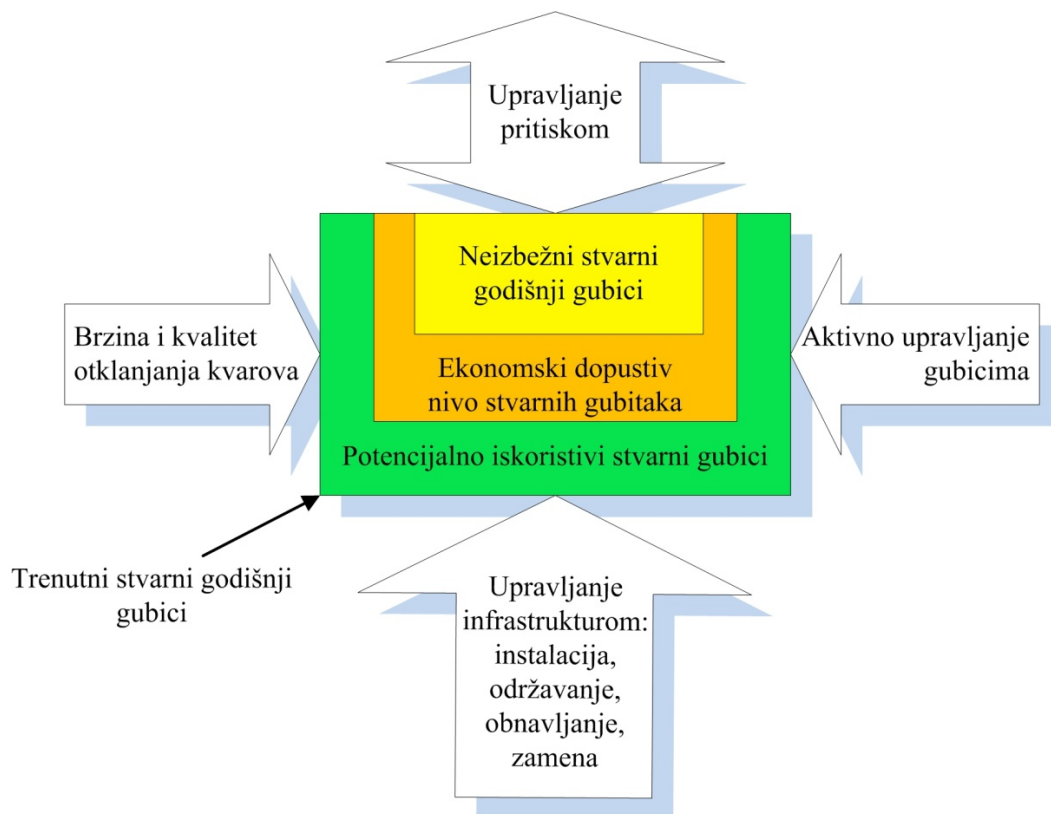 Upravljanje
pritiskom
Neizbežni stvarni
godišnji gubici
Brzina i kvalitet
otklanjanja kvarova
Aktivno upravljanje
gubicima
Ekonomski dopustiv
nivo stvarnih gubitaka
Potencijalno iskoristivi stvarni gubici
Trenutni stvarni godišnji
gubici
Upravljanje
infrastrukturom:
instalacija,
održavanje,
obnavljanje,
zamena